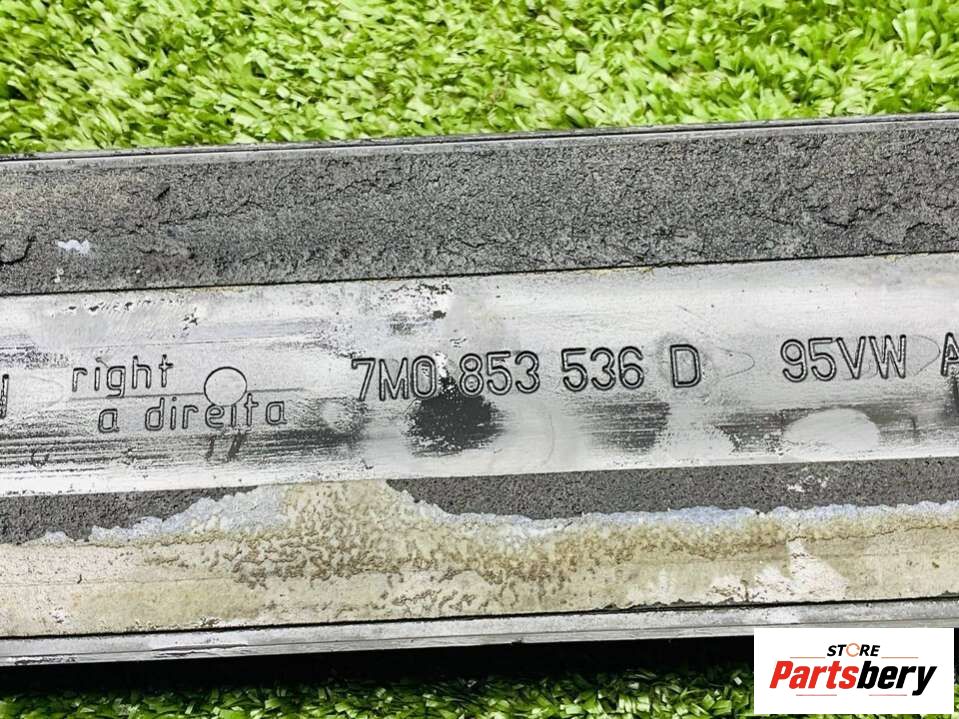 right
a direita
7M0 853 536 D
95VW A
STORE
Partsbery